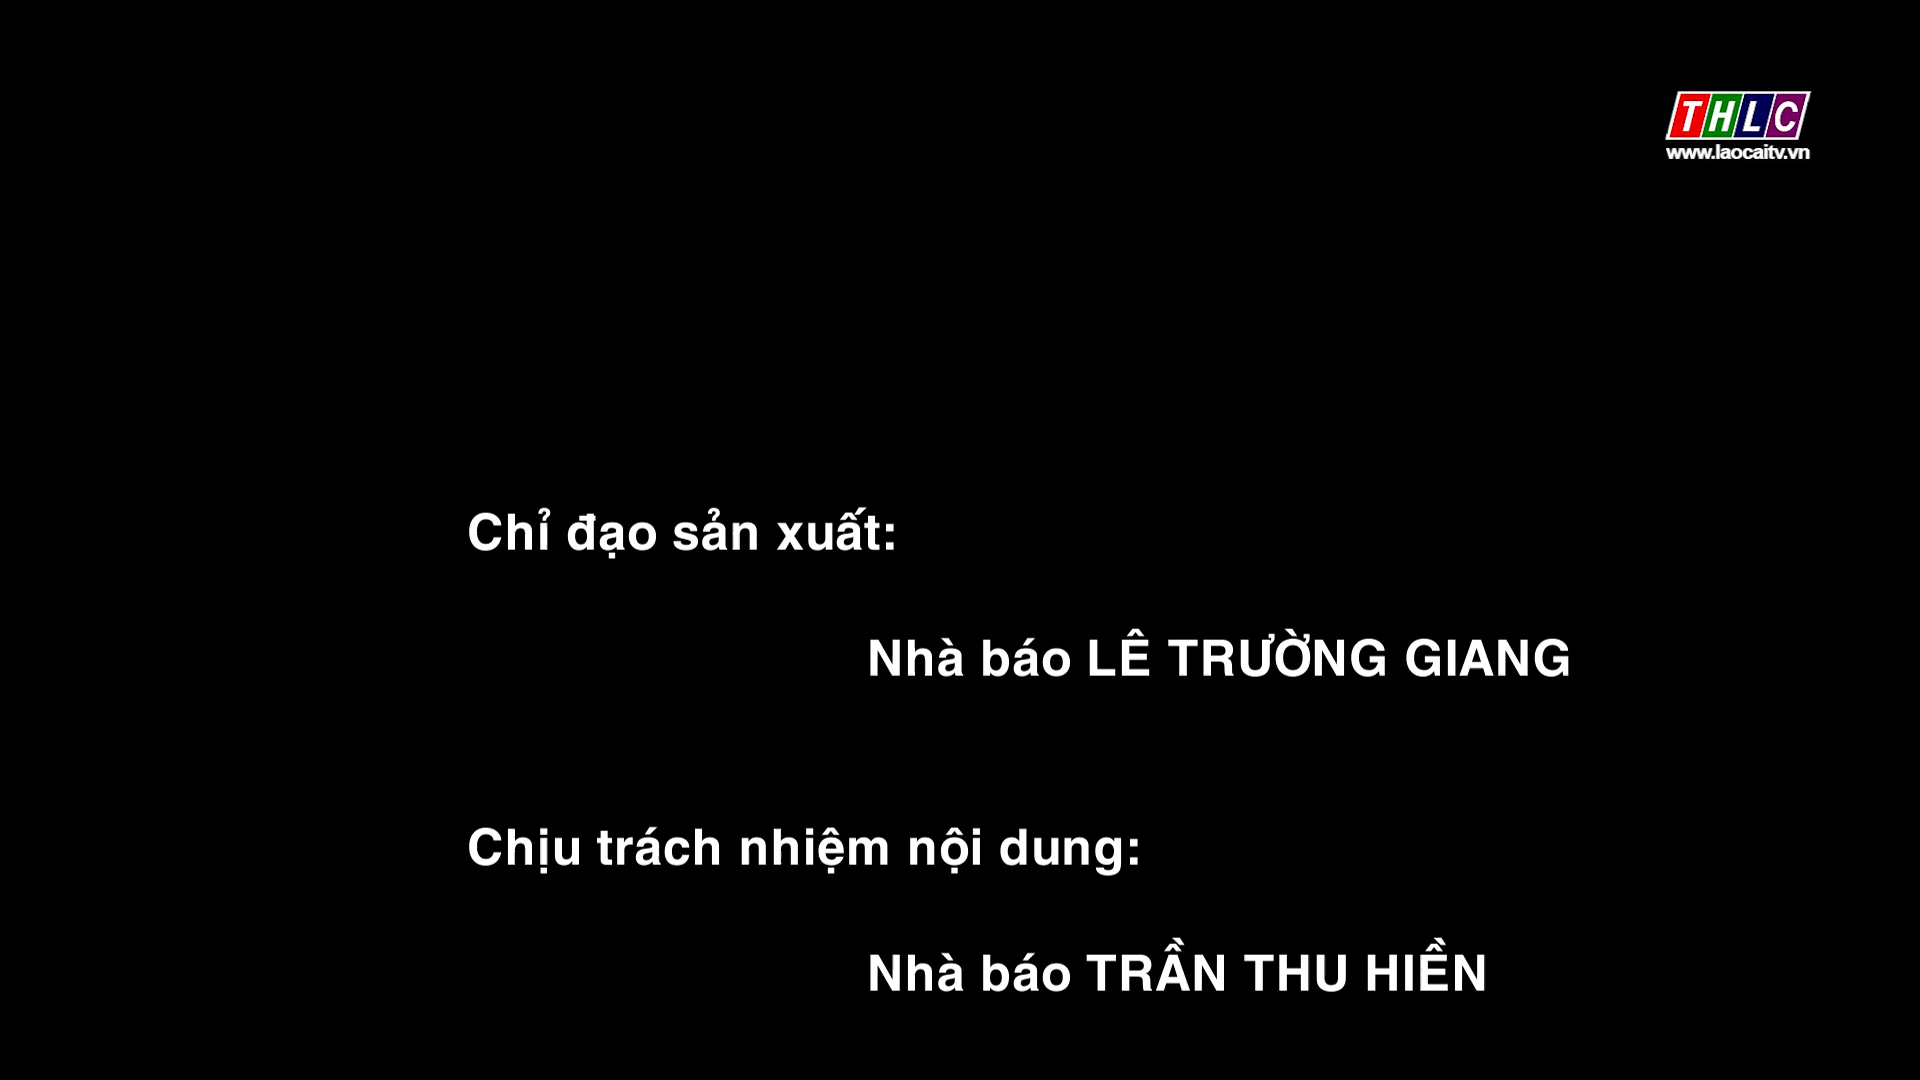 THLC
www.laocaitv.vn
Chỉ đạo sản xuất:
Nhà báo LÊ TRƯỜNG GIANG
Chịu trách nhiệm nội dung:
Nhà báo TRẦN THU HIỀN